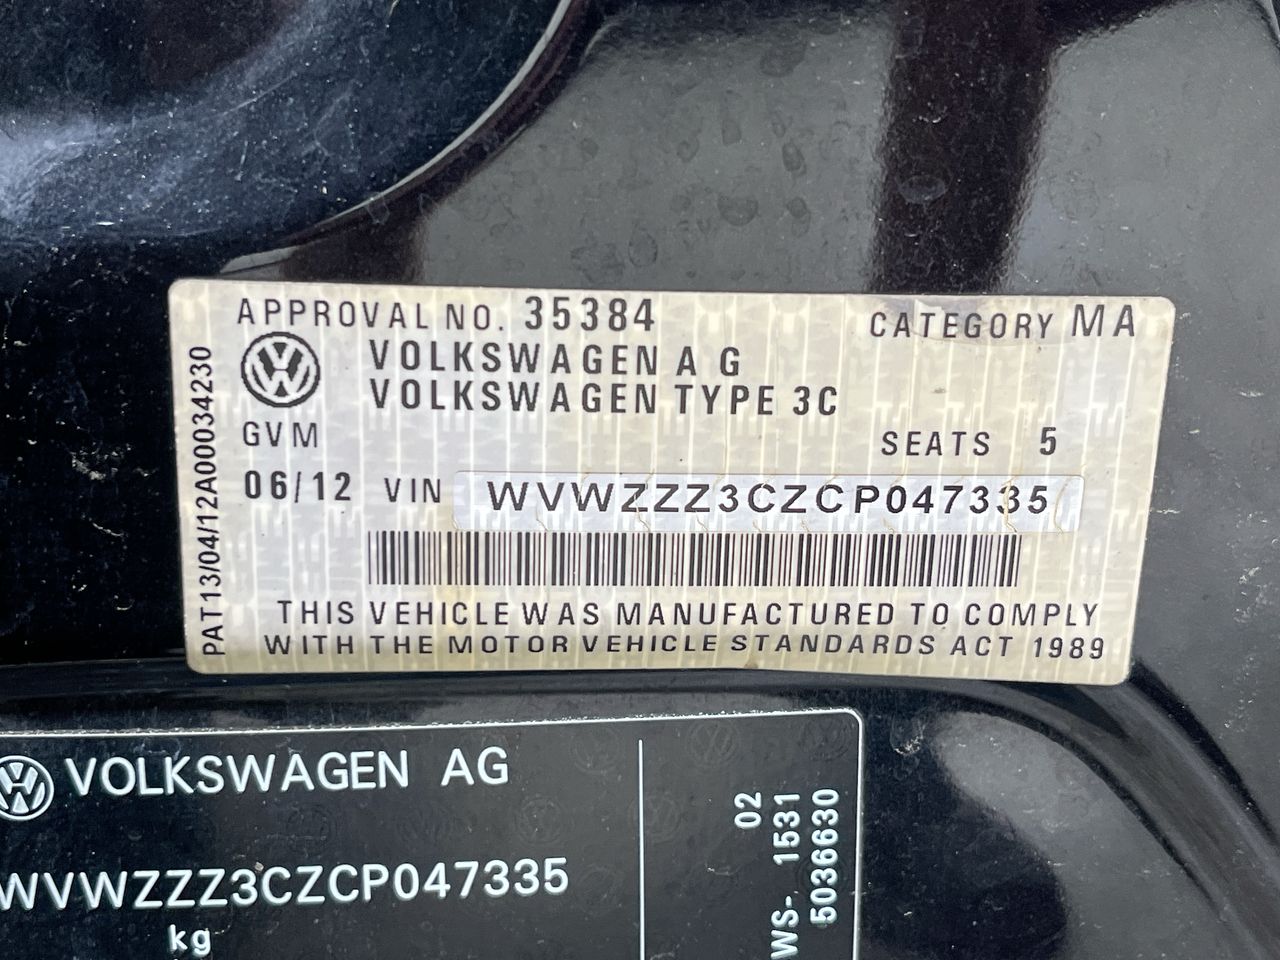 APPROVAL NO. 35384 CATEGORY MA
VOLKSWAGEN A G
VOLKSWAGEN TYPE 3C
GVM SEATS 5
06/12 VIN WVWZZZ3CZCP047335
THIS VEHICLE WAS MANUFACTURED TO COMPLY
WITH THE MOTOR VEHICLE STANDARDS ACT 1989
PAT13/04/12A00034230
VOLKSWAGEN AG
WVWZZZ3CZCP047335
kg
02
WS-. 1531
5036630